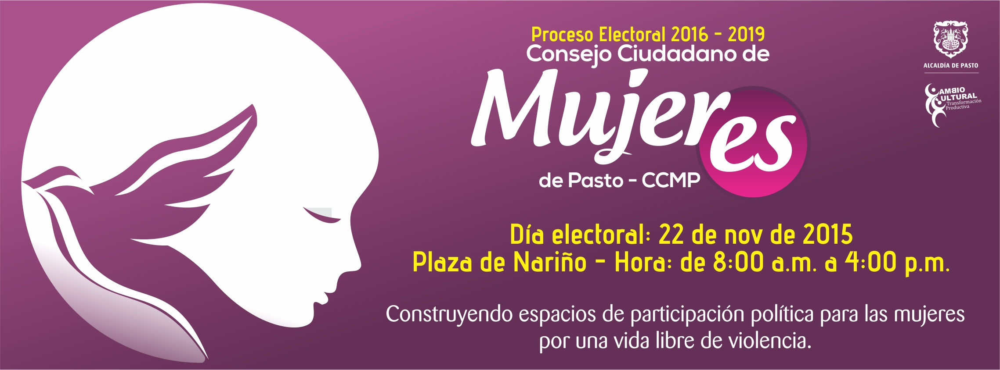 Proceso Electoral 2016 - 2019
Consejo Ciudadano de
Mujeres
de Pasto - CCMP
Día electoral: 22 de nov de 2015
Plaza de Nariño - Hora: de 8:00 a.m. a 4:00 p.m.
Construyendo espacios de participación política para las mujeres
por una vida libre de violencia.
ALCALDÍA DE PASTO
CAMBIO
CULTURAL
Transformación
Productiva